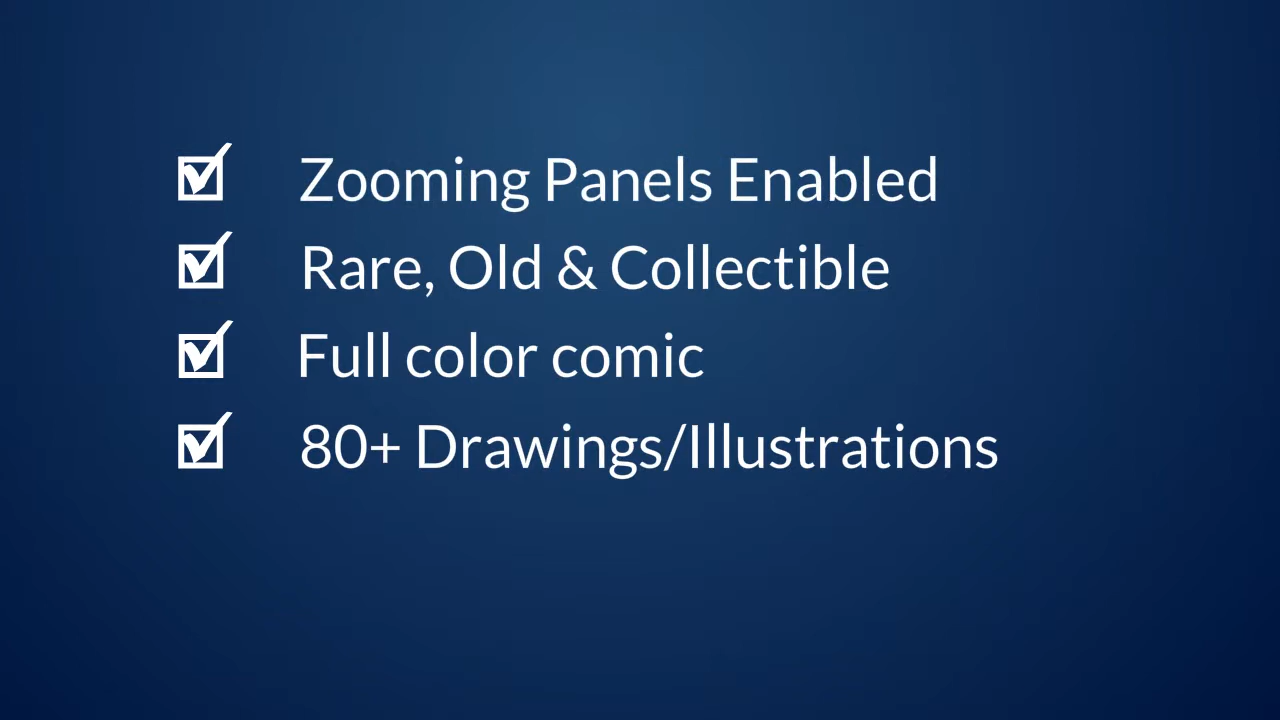 Zooming Panels Enabled
Rare, Old & Collectible
Full color comic
80+ Drawings/Illustrations